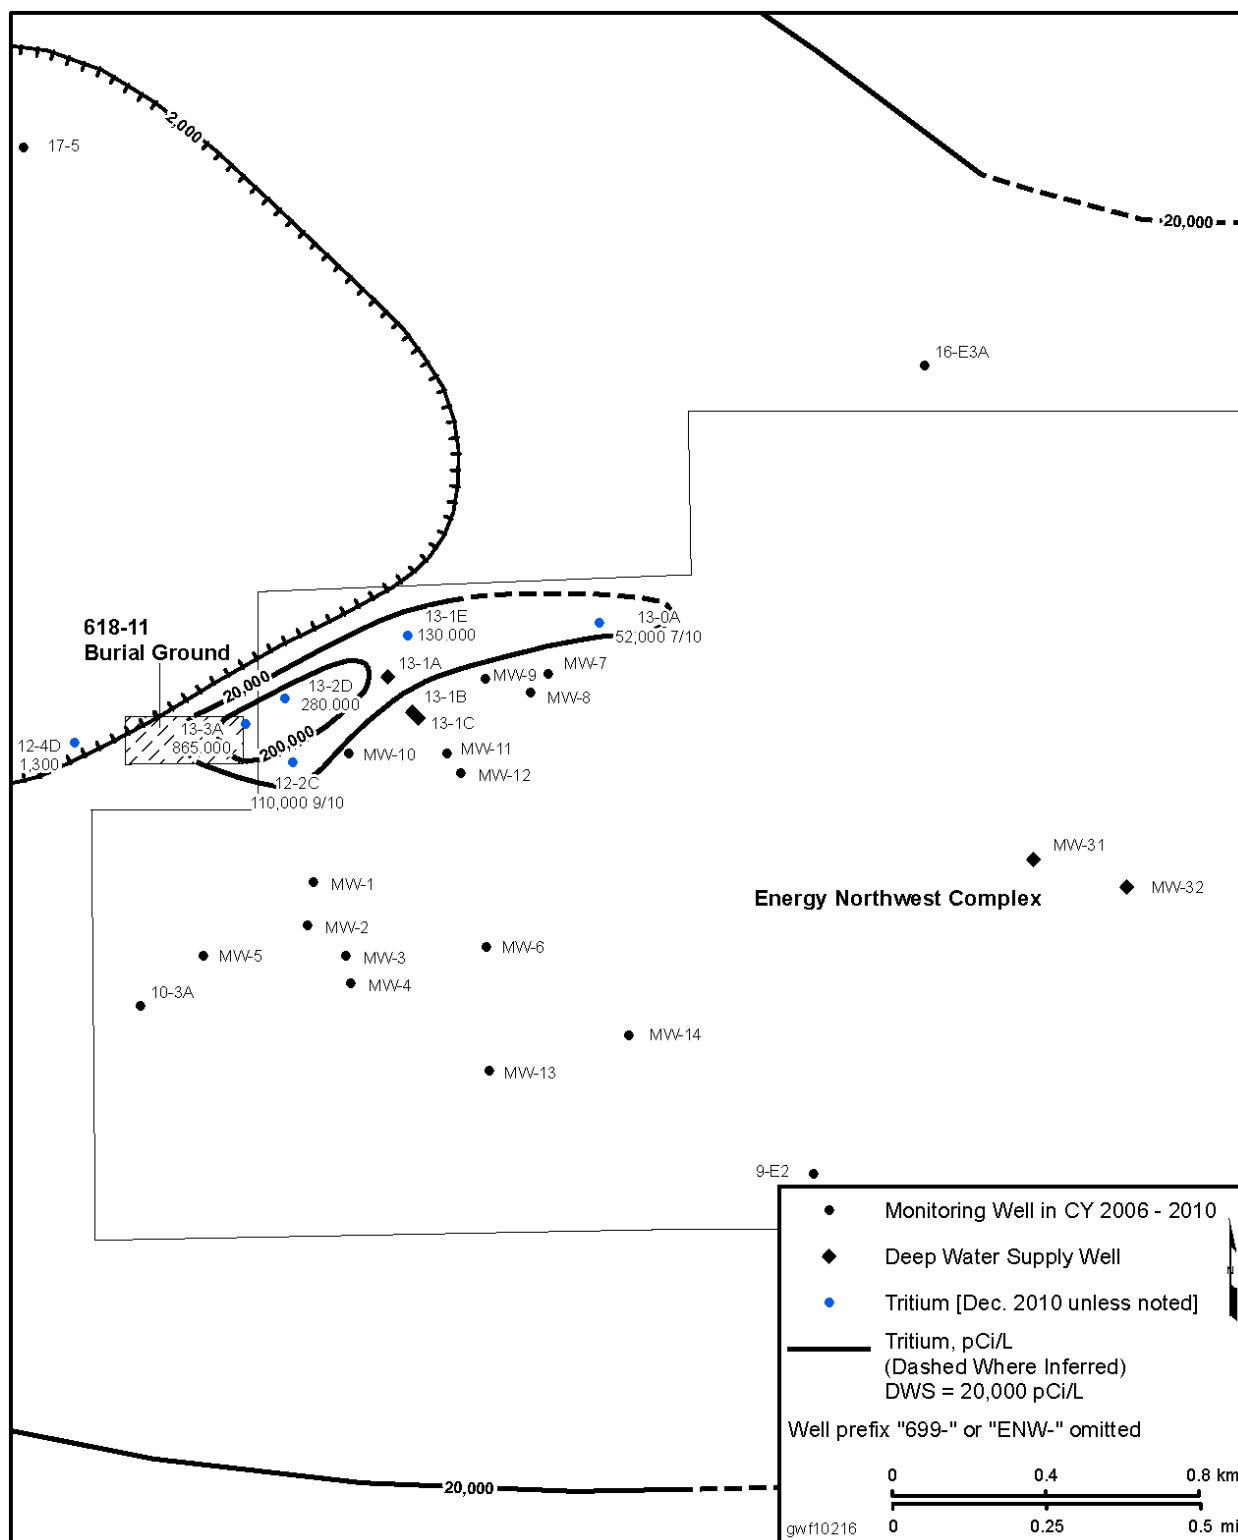 2,000
17-5
20,000
16-E3A
618-11
Burial Ground
13-1E
130.000
13-0A
52,000 7/10
20,000
13-1A
MW-9
MW-7
MW-8
13-2D
280.000
13-1B
13-1C
13-3A
865.000
200,000
12-4D
1,300
MW-10
MW-11
MW-12
12-2C
110,000 9/10
MW-31
MW-32
Energy Northwest Complex
MW-1
MW-2
MW-5
MW-3
MW-6
MW-4
10-3A
MW-14
MW-13
9-E2
Monitoring Well in CY 2006 - 2010
Deep Water Supply Well
N
Tritium [Dec. 2010 unless noted]
Tritium, pCi/L
(Dashed Where Inferred)
DWS = 20,000 pCi/L
Well prefix "699-" or "ENW-" omitted
20,000
0 0.4 0.8 km
gwf10216 0 0.25 0.5 mi